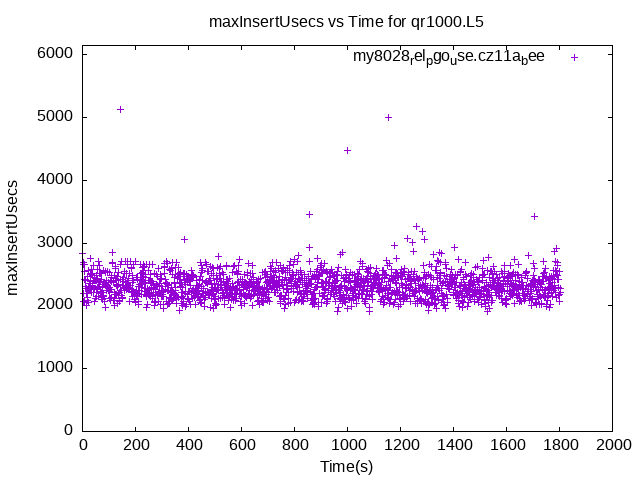 maxInsertUsecs vs Time for qr1000.L5
my8028relpgouse.cz11abee
6000
5000
4000
3000
2000
1000
0
maxInsertUsecs
0 200 400 600 800 1000 1200 1400 1600 1800 2000
Time(s)